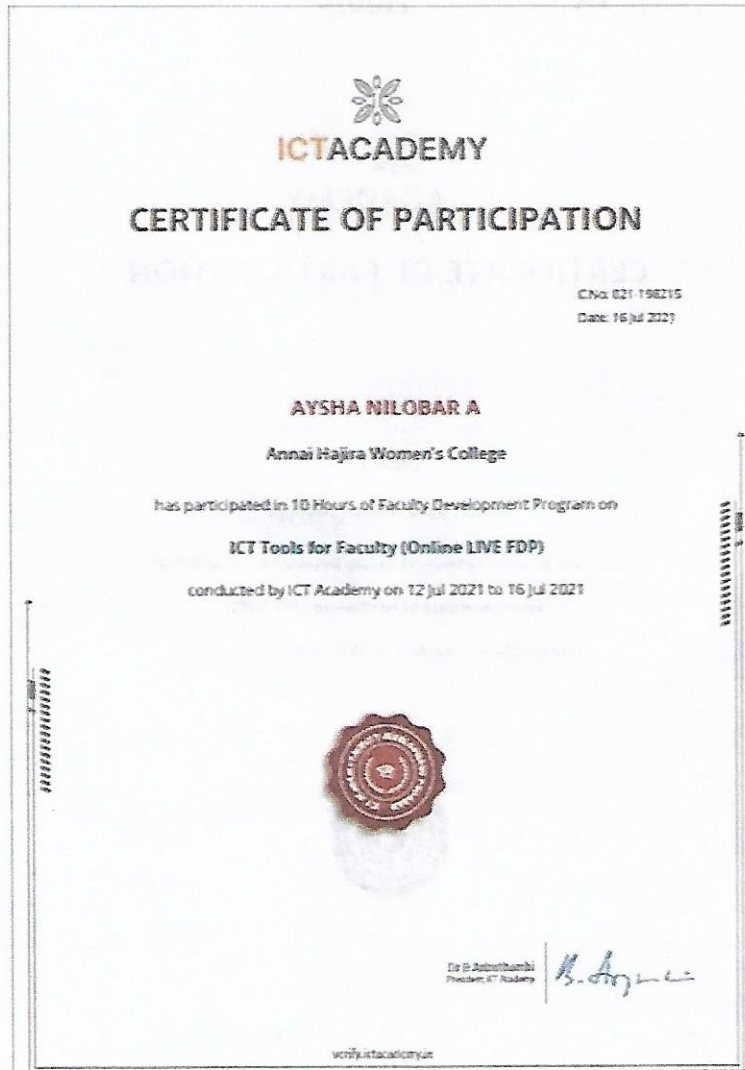 ICTACADEMY
CERTIFICATE OF PARTICIPATION
C.No: 021-198215
Date: 16 Jul 2021
AYSHA NILOBAR A
Annai Hajira Women's College
has participated in 10 Hours of Faculty Development Program on
ICT Tools for Faculty (Online LIVE FDP)
conducted by ICT Academy on 12 Jul 2021 to 16 Jul 2021
President, ICT Academy
verify.ictacademy.in